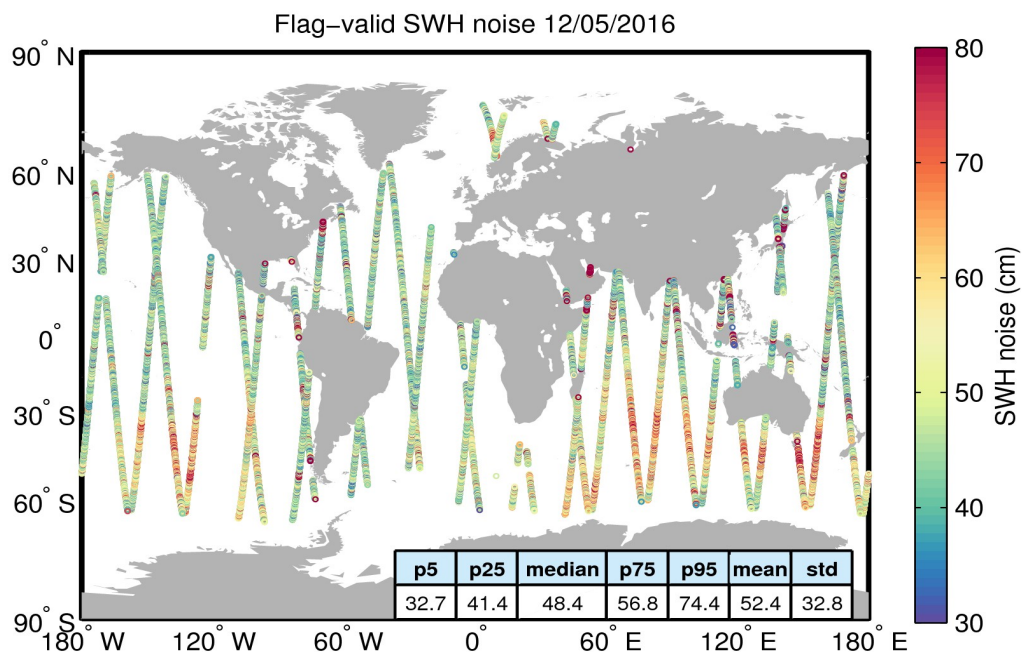 Flag−valid SWH noise 12/05/2016
90° N
60° N
30° N
0°
30° S
60° S
90° S
180° W
120° W
60° W
0°
60° E
120° E
180° E
80
70
60
50
40
30
SWH noise (cm)
p5 p25 median p75 p95 mean std
32.7 41.4 48.4 56.8 74.4 52.4 32.8